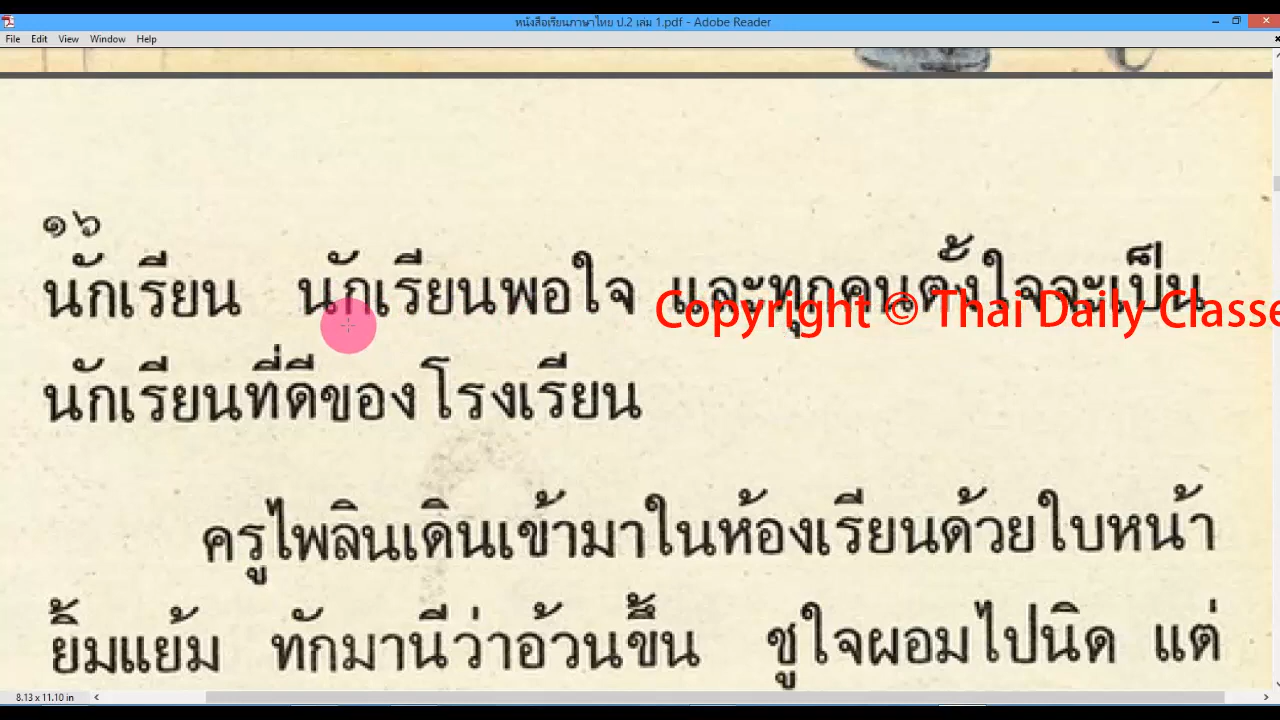 หนังสือเรียนภาษาไทย ป.2 เล่ม 1.pdf - Adobe Reader
File Edit View Window Help
๑๖
นักเรียน นักเรียนพอใจ และทุกคนตั้งใจจะเป็น
Copyright © Thai Daily Classe
นักเรียนที่ดีของโรงเรียน
ครูไพลินเดินเข้ามาในห้องเรียนด้วยใบหน้า
ยิ้มแย้ม ทักมานีว่าอ้วนขึ้น ชูใจผอมไปนิด แต่
8.13 x 11.10 in